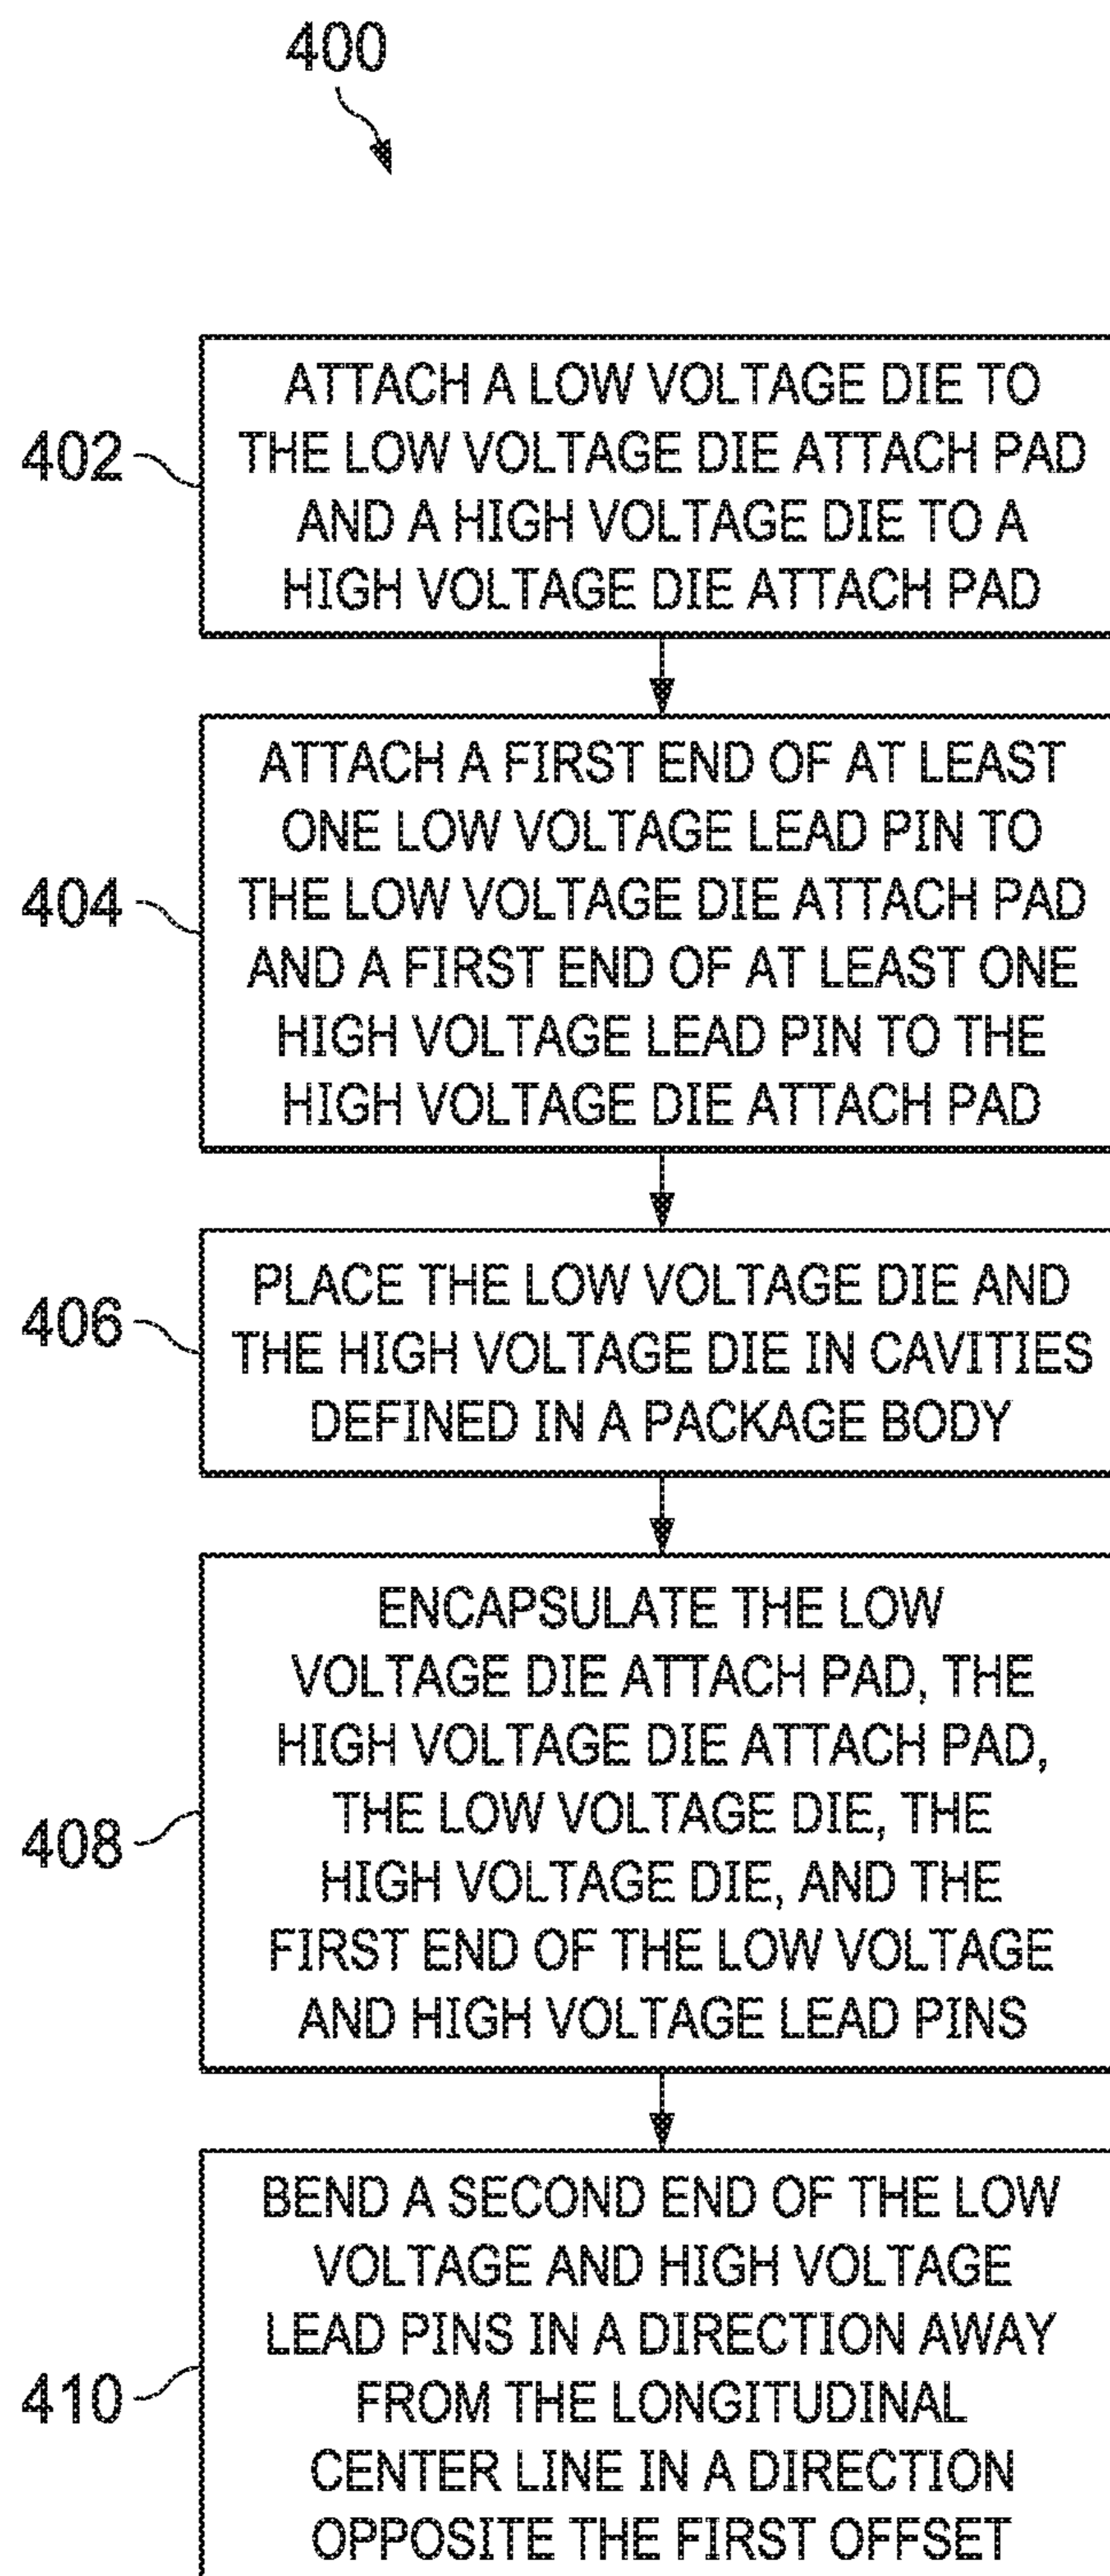 400
402
ATTACH A LOW VOLTAGE DIE TO
THE LOW VOLTAGE DIE ATTACH PAD
AND A HIGH VOLTAGE DIE TO A
HIGH VOLTAGE DIE ATTACH PAD
404
ATTACH A FIRST END OF AT LEAST
ONE LOW VOLTAGE LEAD PIN TO
THE LOW VOLTAGE DIE ATTACH PAD
AND A FIRST END OF AT LEAST ONE
HIGH VOLTAGE LEAD PIN TO THE
HIGH VOLTAGE DIE ATTACH PAD
406
PLACE THE LOW VOLTAGE DIE AND
THE HIGH VOLTAGE DIE IN CAVITIES
DEFINED IN A PACKAGE BODY
408
ENCAPSULATE THE LOW
VOLTAGE DIE ATTACH PAD, THE
HIGH VOLTAGE DIE ATTACH PAD,
THE LOW VOLTAGE DIE, THE
HIGH VOLTAGE DIE, AND THE
FIRST END OF THE LOW VOLTAGE
AND HIGH VOLTAGE LEAD PINS
410
BEND A SECOND END OF THE LOW
VOLTAGE AND HIGH VOLTAGE
LEAD PINS IN A DIRECTION AWAY
FROM THE LONGITUDINAL
CENTER LINE IN A DIRECTION
OPPOSITE THE FIRST OFFSET